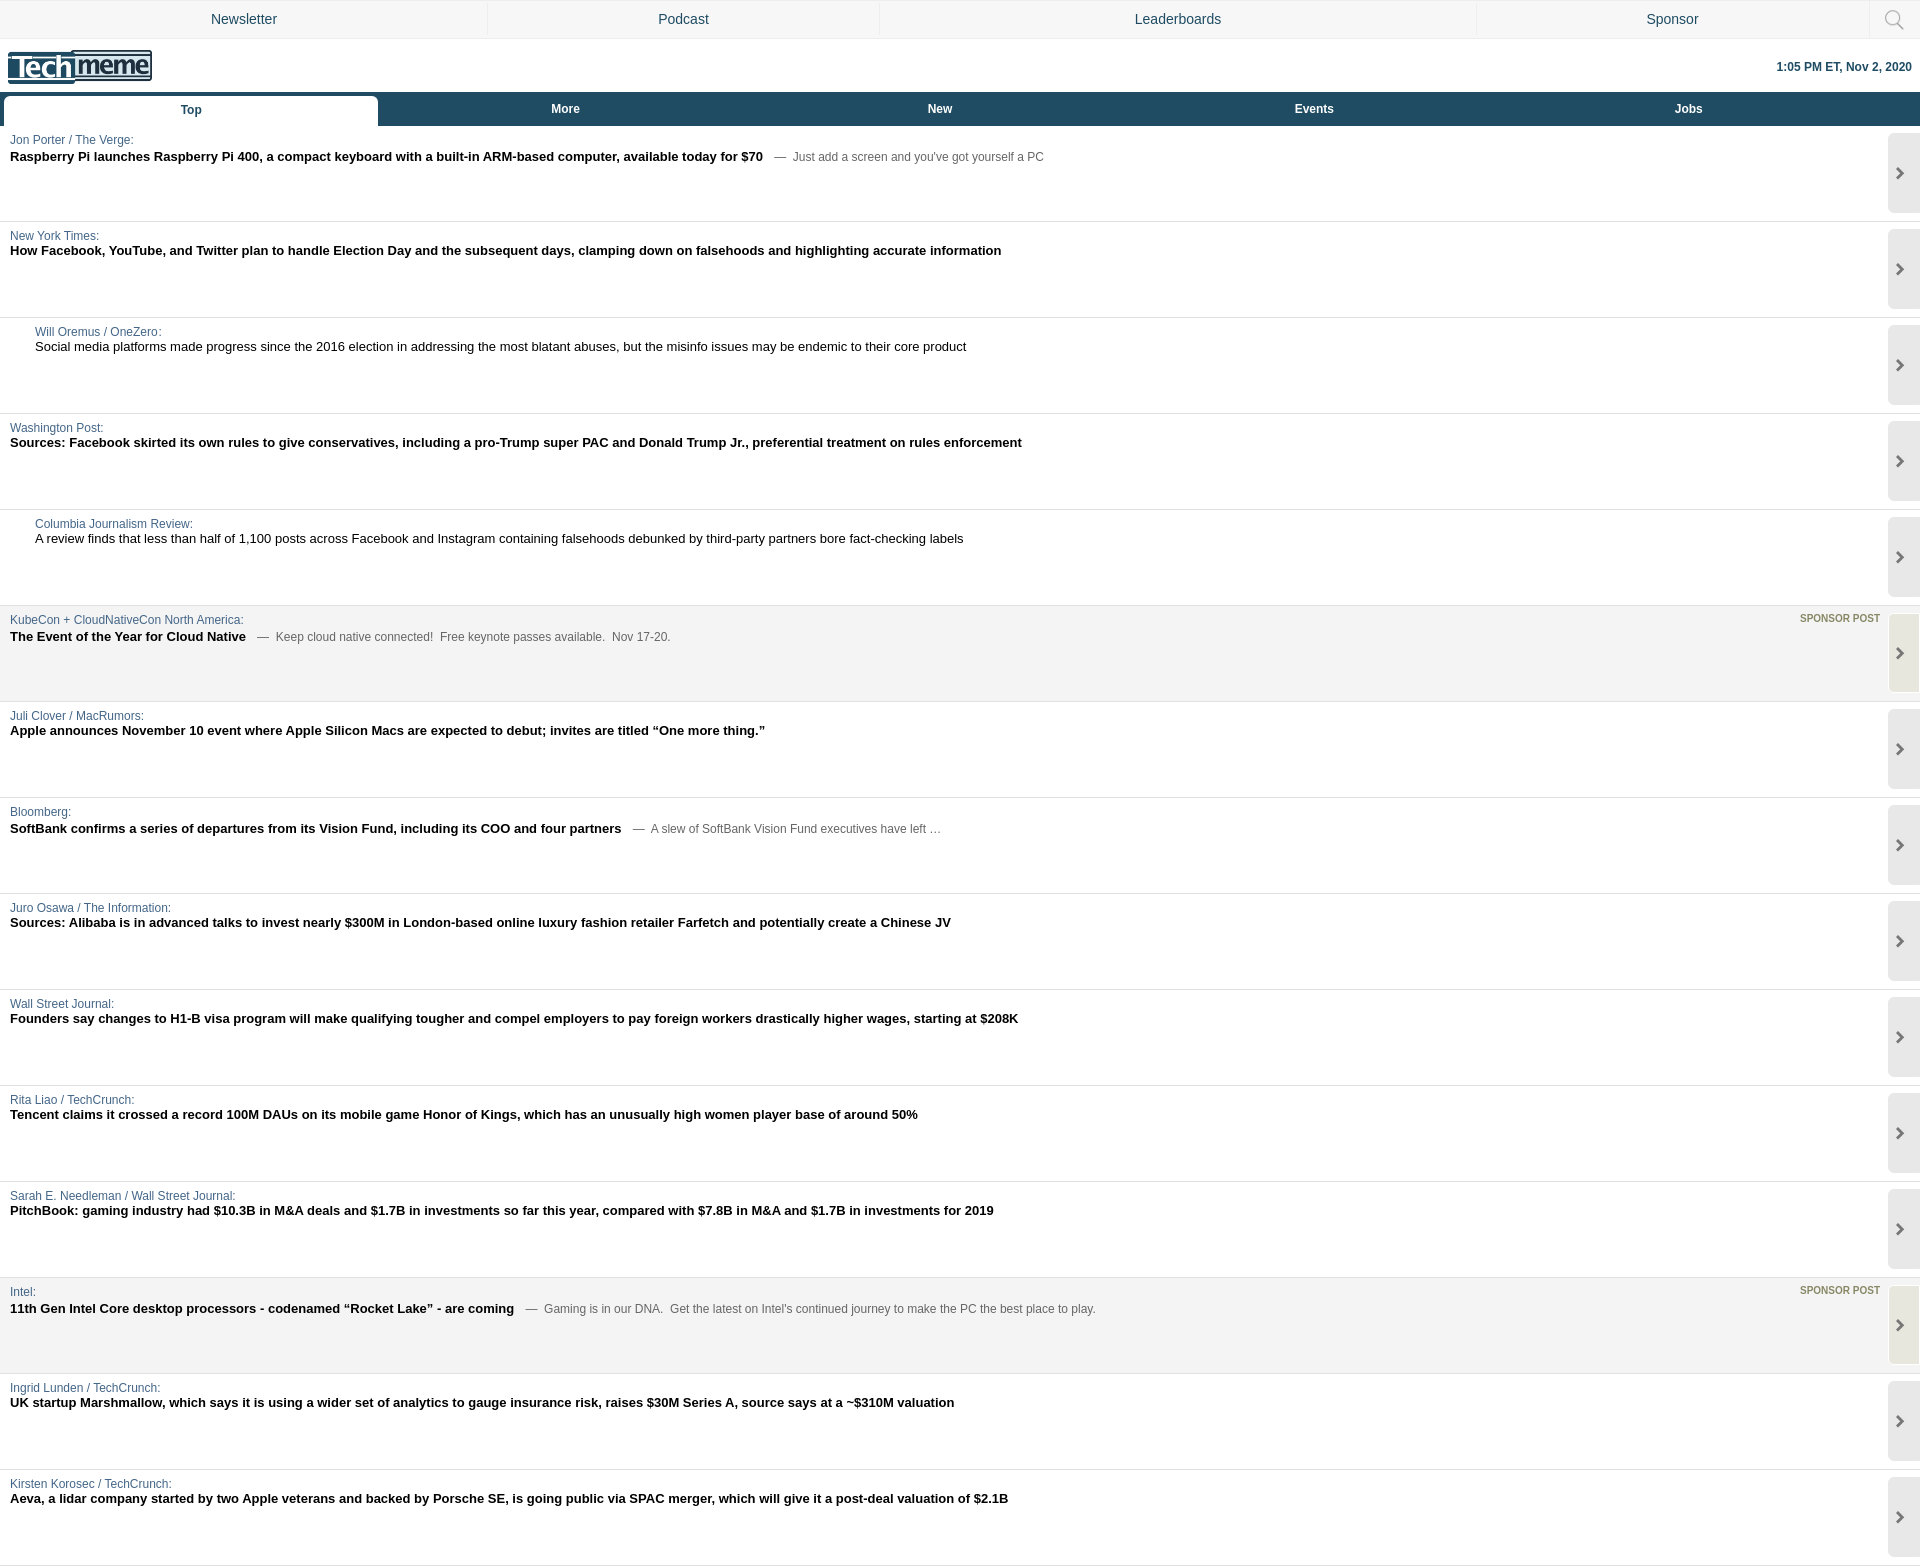 Newsletter
Podcast
Leaderboards
Sponsor
Techmeme
1:05 PM ET, Nov 2, 2020
Top
More
New
Events
Jobs
Jon Porter / The Verge:
Raspberry Pi launches Raspberry Pi 400, a compact keyboard with a built-in ARM-based computer, available today for $70 — Just add a screen and you've got yourself a PC
New York Times:
How Facebook, YouTube, and Twitter plan to handle Election Day and the subsequent days, clamping down on falsehoods and highlighting accurate information
Will Oremus / OneZero:
Social media platforms made progress since the 2016 election in addressing the most blatant abuses, but the misinfo issues may be endemic to their core product
Washington Post:
Sources: Facebook skirted its own rules to give conservatives, including a pro-Trump super PAC and Donald Trump Jr., preferential treatment on rules enforcement
Columbia Journalism Review:
A review finds that less than half of 1,100 posts across Facebook and Instagram containing falsehoods debunked by third-party partners bore fact-checking labels
KubeCon + CloudNativeCon North America:
SPONSOR POST
The Event of the Year for Cloud Native — Keep cloud native connected! Free keynote passes available. Nov 17-20.
Juli Clover / MacRumors:
Apple announces November 10 event where Apple Silicon Macs are expected to debut; invites are titled “One more thing.”
Bloomberg:
SoftBank confirms a series of departures from its Vision Fund, including its COO and four partners — A slew of SoftBank Vision Fund executives have left …
Juro Osawa / The Information:
Sources: Alibaba is in advanced talks to invest nearly $300M in London-based online luxury fashion retailer Farfetch and potentially create a Chinese JV
Wall Street Journal:
Founders say changes to H1-B visa program will make qualifying tougher and compel employers to pay foreign workers drastically higher wages, starting at $208K
Rita Liao / TechCrunch:
Tencent claims it crossed a record 100M DAUs on its mobile game Honor of Kings, which has an unusually high women player base of around 50%
Sarah E. Needleman / Wall Street Journal:
PitchBook: gaming industry had $10.3B in M&A deals and $1.7B in investments so far this year, compared with $7.8B in M&A and $1.7B in investments for 2019
Intel:
SPONSOR POST
11th Gen Intel Core desktop processors - codenamed “Rocket Lake” - are coming — Gaming is in our DNA. Get the latest on Intel's continued journey to make the PC the best place to play.
Ingrid Lunden / TechCrunch:
UK startup Marshmallow, which says it is using a wider set of analytics to gauge insurance risk, raises $30M Series A, source says at a ~$310M valuation
Kirsten Korosec / TechCrunch:
Aeva, a lidar company started by two Apple veterans and backed by Porsche SE, is going public via SPAC merger, which will give it a post-deal valuation of $2.1B